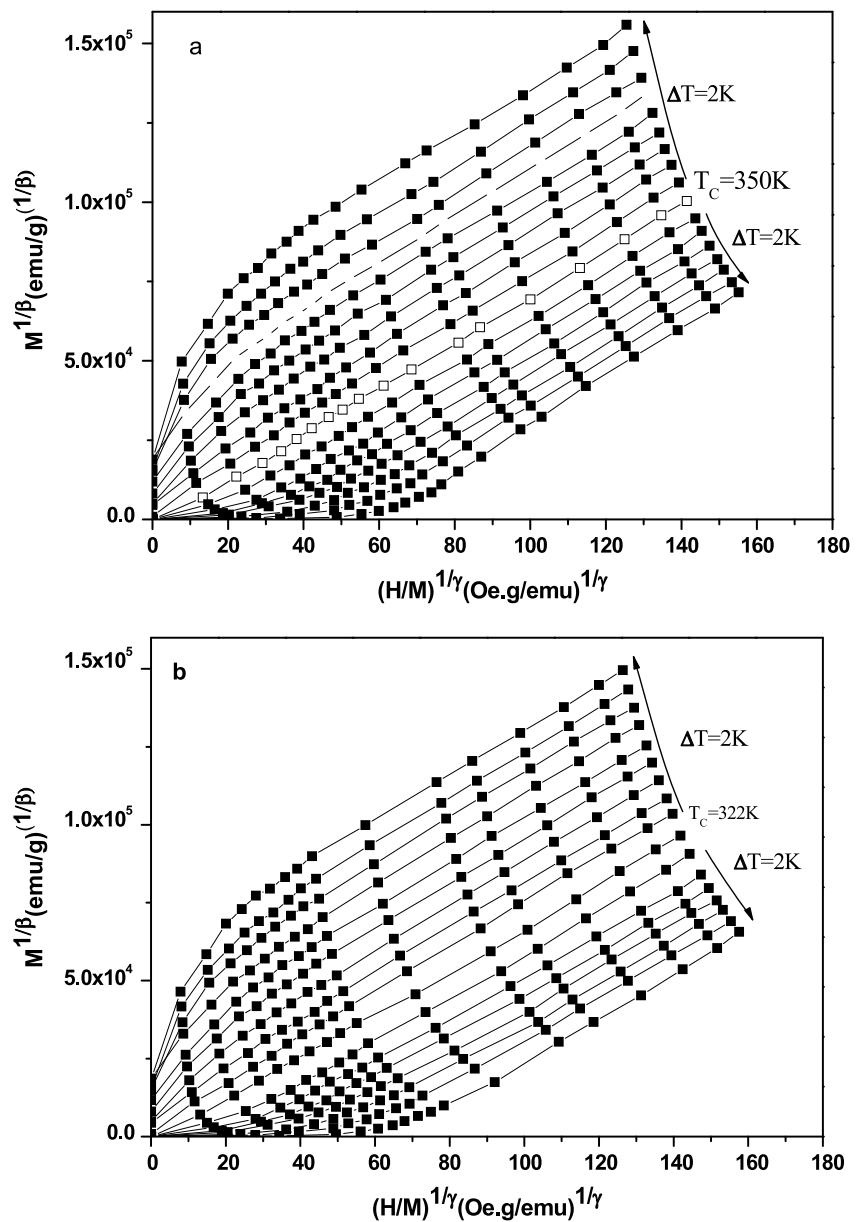 a
1.5x10^5
1.0x10^5
5.0x10^4
0.0
M^1/β (emu/g)^(1/β)
ΔT=2K
T_C=350K
ΔT=2K
0 20 40 60 80 100 120 140 160 180
(H/M)^1/γ (Oe.g/emu)^1/γ
b
1.5x10^5
1.0x10^5
5.0x10^4
0.0
M^1/β (emu/g)^(1/β)
ΔT=2K
T_C=322K
ΔT=2K
0 20 40 60 80 100 120 140 160 180
(H/M)^1/γ (Oe.g/emu)^1/γ